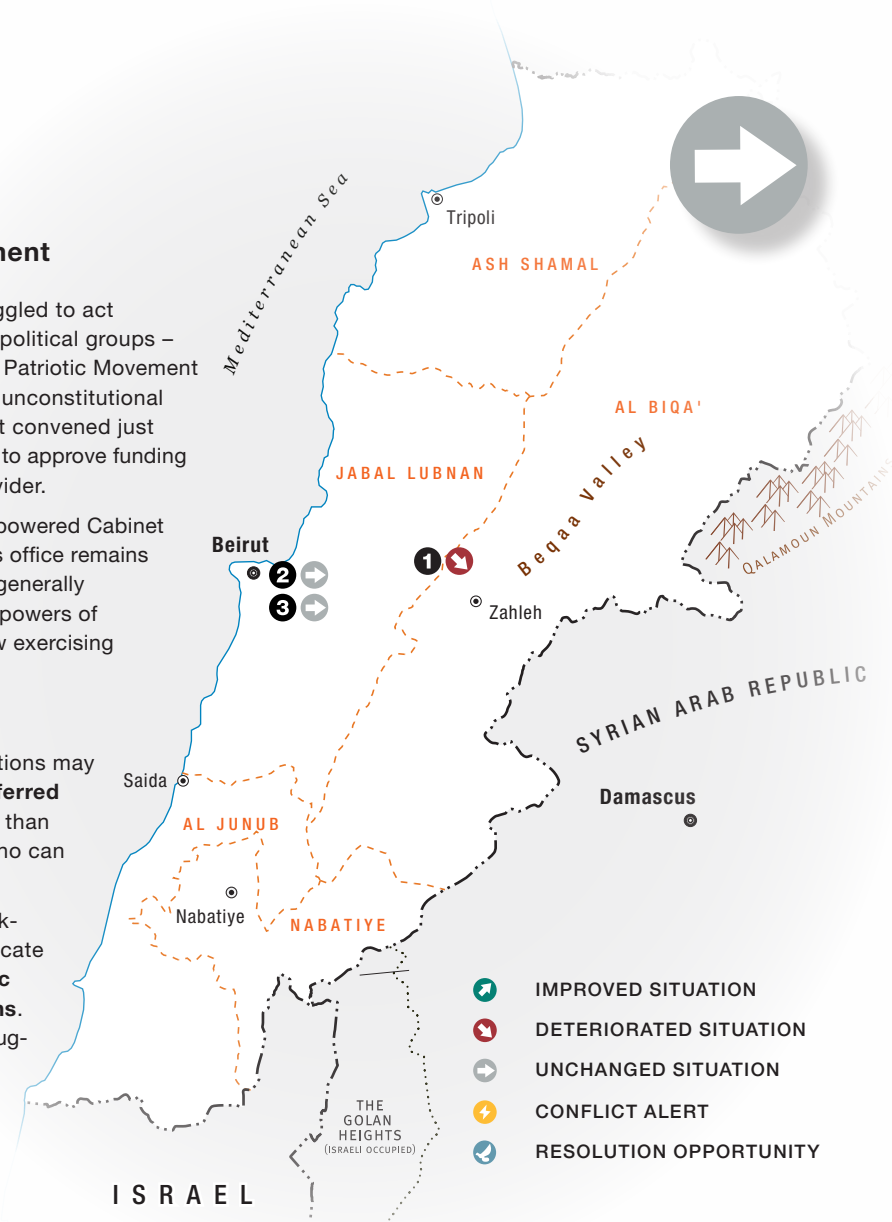 nent
ggled to act
political groups –
Patriotic Movement
unconstitutional
t convened just
to approve funding
vider.
powered Cabinet
s office remains
generally
powers of
w exercising
tions may
ferred
than
no can
k-
cate
c
ns.
ug-
Mediterranean Sea
Tripoli
ASH SHAMAL
AL BIQA'
JABAL LUBNAN
Beqaa Valley
QALAMOUN MOUNTAINS
Beirut
1
2
3
Zahleh
SYRIAN ARAB REPUBLIC
Saida
Damascus
AL JUNUB
Nabatiye
NABATIYE
THE
GOLAN
HEIGHTS
(ISRAELI OCCUPIED)
ISRAEL
IMPROVED SITUATION
DETERIORATED SITUATION
UNCHANGED SITUATION
CONFLICT ALERT
RESOLUTION OPPORTUNITY